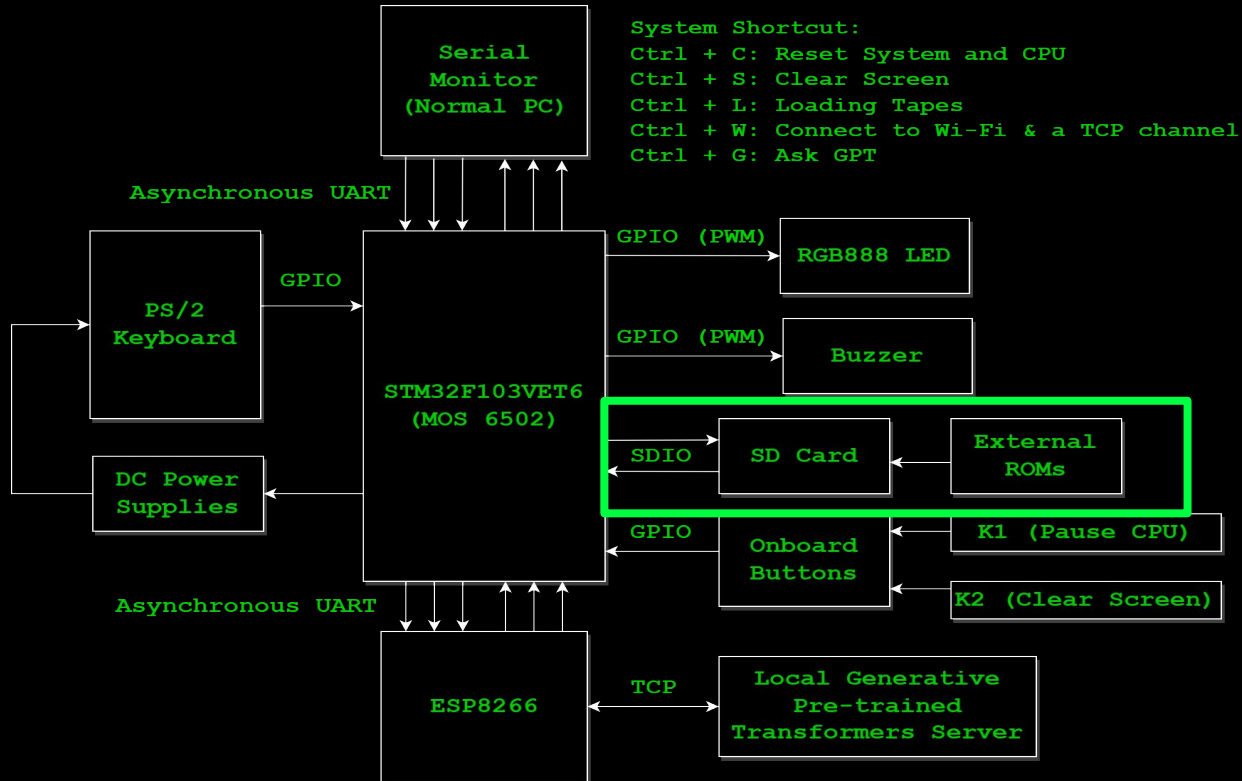 Serial
Monitor
(Normal PC)
System Shortcut:
Ctrl + C: Reset System and CPU
Ctrl + S: Clear Screen
Ctrl + L: Loading Tapes
Ctrl + W: Connect to Wi-Fi & a TCP channel
Ctrl + G: Ask GPT
Asynchronous UART
PS/2
Keyboard
GPIO
DC Power
Supplies
STM32F103VET6
(MOS 6502)
GPIO (PWM)
RGB888 LED
GPIO (PWM)
Buzzer
SDIO
SD Card
External
ROMs
GPIO
Onboard
Buttons
K1 (Pause CPU)
K2 (Clear Screen)
Asynchronous UART
ESP8266
TCP
Local Generative
Pre-trained
Transformers Server